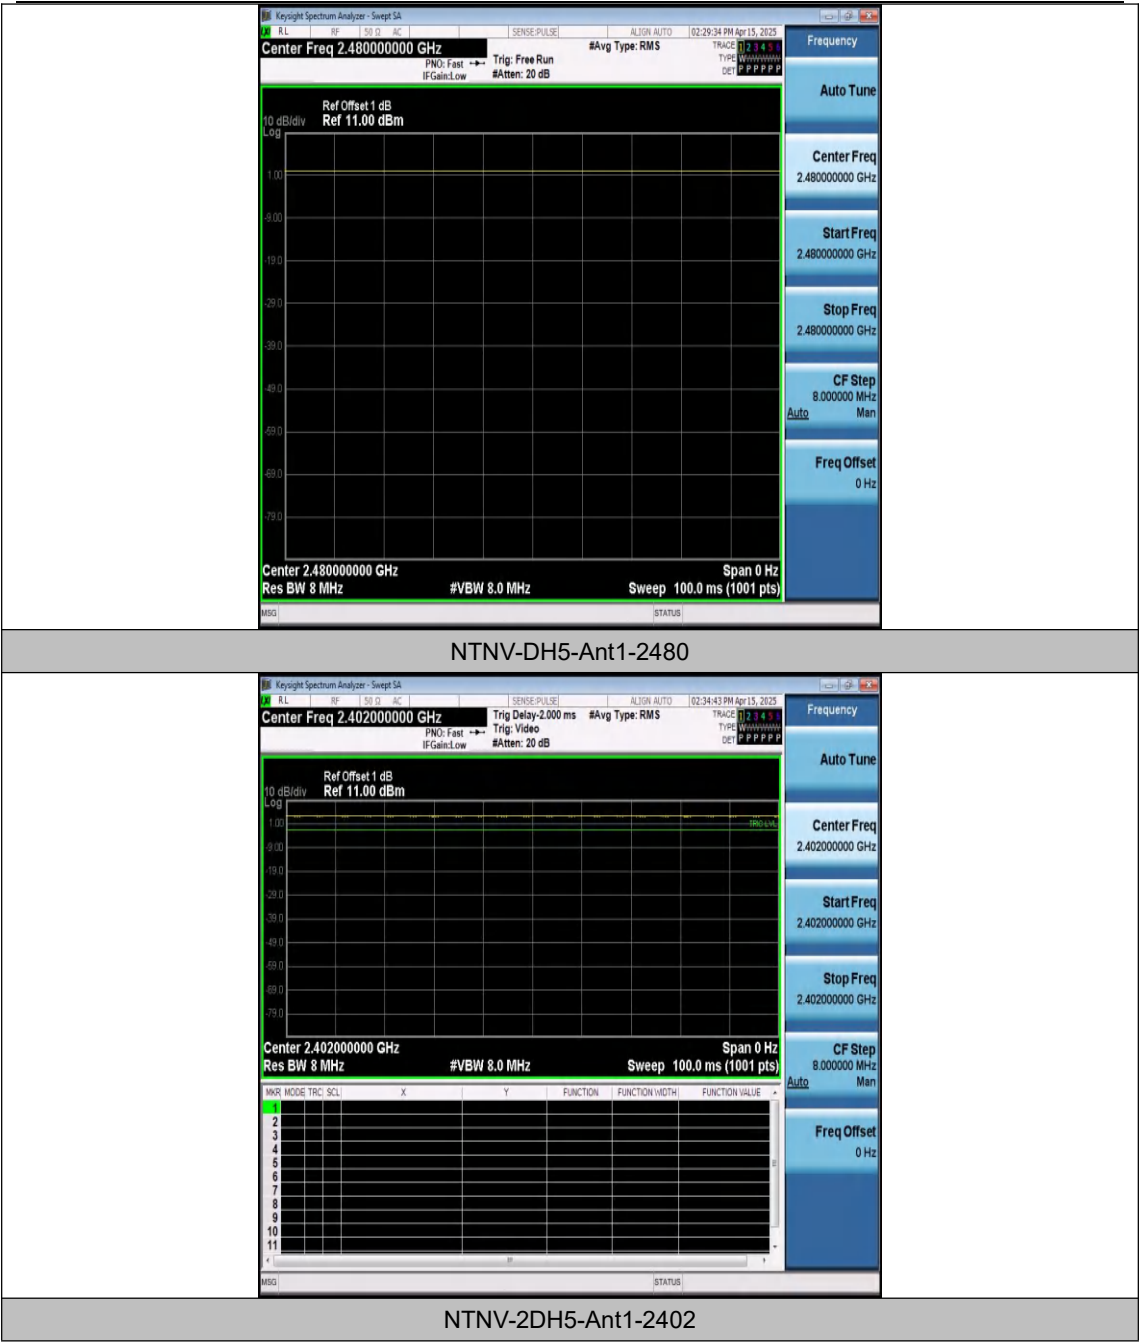 Keysight Spectrum Analyzer - Swept SA
RL RF 50 Ω AC SENSE:PULSE ALIGN AUTO 02:29:34 PM Apr 15, 2025
Center Freq 2.480000000 GHz
#Avg Type: RMS
TRACE 1 2 3 4 5 6
PNO: Fast
Trig: Free Run
TYPE
IFGain:Low
#Atten: 20 dB
DET P P P P P P
Frequency
Auto Tune
Ref Offset 1 dB
10 dB/div Ref 11.00 dBm
Log
1.00
-9.00
-19.0
-29.0
-39.0
-49.0
-59.0
-69.0
-79.0
Center Freq
2.480000000 GHz
Start Freq
2.480000000 GHz
Stop Freq
2.480000000 GHz
CF Step
8.000000 MHz
Auto Man
Freq Offset
0 Hz
Center 2.480000000 GHz Span 0 Hz
Res BW 8 MHz #VBW 8.0 MHz Sweep 100.0 ms (1001 pts)
MSG STATUS
NTNV-DH5-Ant1-2480
Keysight Spectrum Analyzer - Swept SA
RL RF 50 Ω AC SENSE:PULSE ALIGN AUTO 02:34:43 PM Apr 15, 2025
Center Freq 2.402000000 GHz
Trig Delay-2.000 ms #Avg Type: RMS
TRACE 1 2 3 4 5 6
PNO: Fast
Trig: Video
TYPE
IFGain:Low
#Atten: 20 dB
DET P P P P P P
Frequency
Auto Tune
Ref Offset 1 dB
10 dB/div Ref 11.00 dBm
Log
1.00
TRIG LVL
-9.00
-19.0
-29.0
-39.0
-49.0
-59.0
-69.0
-79.0
Center Freq
2.402000000 GHz
Start Freq
2.402000000 GHz
Stop Freq
2.402000000 GHz
CF Step
8.000000 MHz
Auto Man
Freq Offset
0 Hz
Center 2.402000000 GHz Span 0 Hz
Res BW 8 MHz #VBW 8.0 MHz Sweep 100.0 ms (1001 pts)
MKR MODE TRC SCL X Y FUNCTION FUNCTION WIDTH FUNCTION VALUE
1
2
3
4
5
6
7
8
9
10
11
MSG STATUS
NTNV-2DH5-Ant1-2402